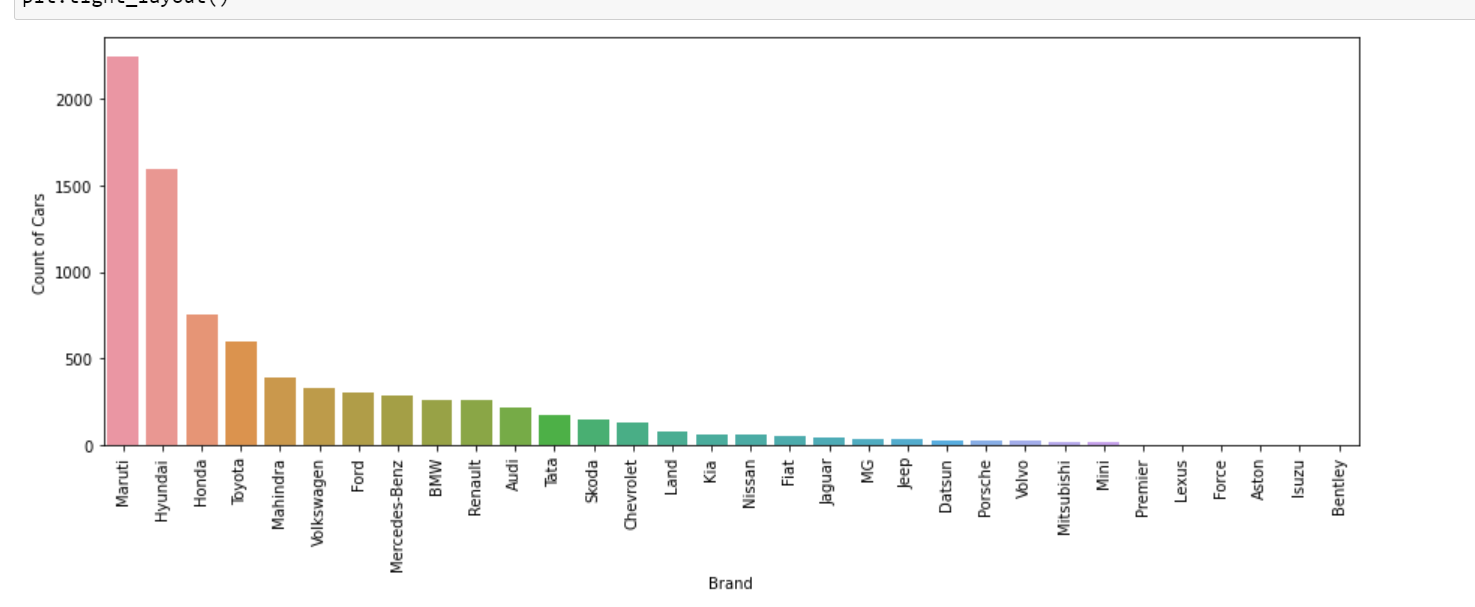 plt.tight_layout()
2000
1500
1000
500
0
Count of Cars
Maruti
Hyundai
Honda
Toyota
Mahindra
Volkswagen
Ford
Mercedes-Benz
BMW
Renault
Audi
Tata
Skoda
Chevrolet
Land
Kia
Nissan
Fiat
Jaguar
MG
Jeep
Datsun
Porsche
Volvo
Mitsubishi
Mini
Premier
Lexus
Force
Aston
Isuzu
Bentley
Brand